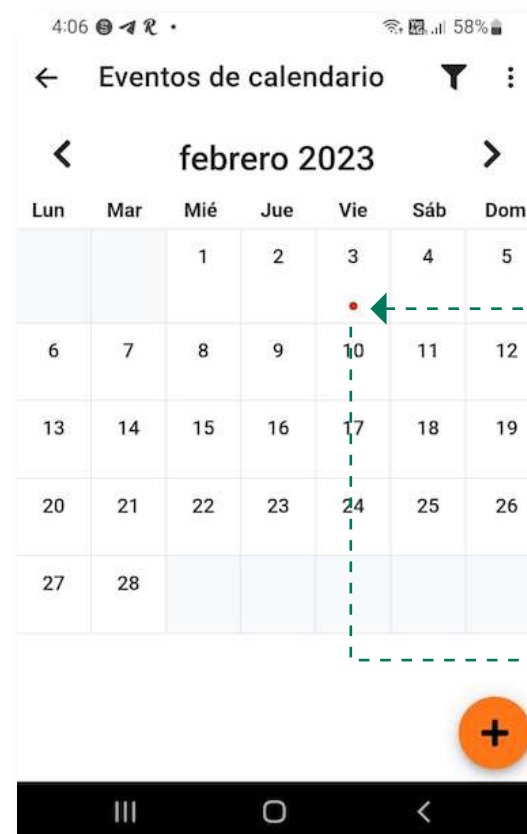 4:06 58%
Eventos de calendario
febrero 2023
Lun Mar Mié Jue Vie Sáb Dom
1 2 3 4 5
6 7 8 9 10 11 12
13 14 15 16 17 18 19
20 21 22 23 24 25 26
27 28